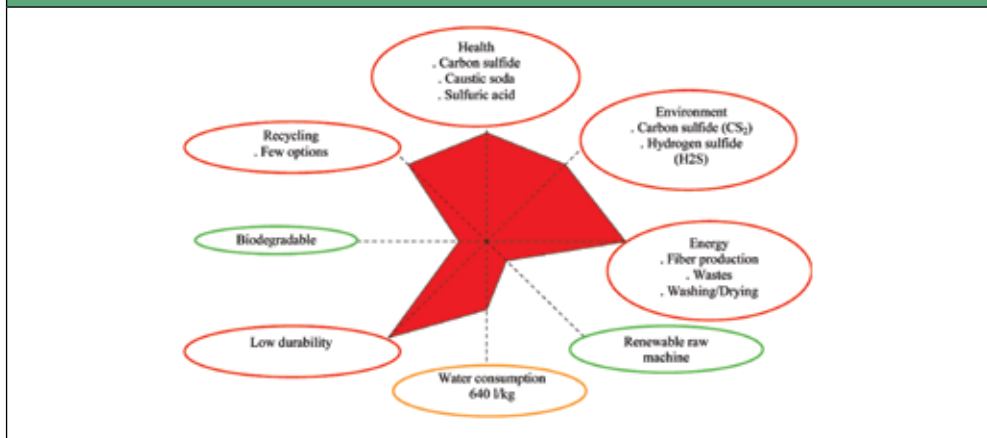 Health
. Carbon sulfide
. Caustic soda
. Sulfuric acid
Environment
. Carbon sulfide (CS₂)
. Hydrogen sulfide
(H2S)
Recycling
. Few options
Biodegradable
Energy
. Fiber production
. Wastes
. Washing/Drying
Low durability
Renewable raw
machine
Water consumption
640 l/kg